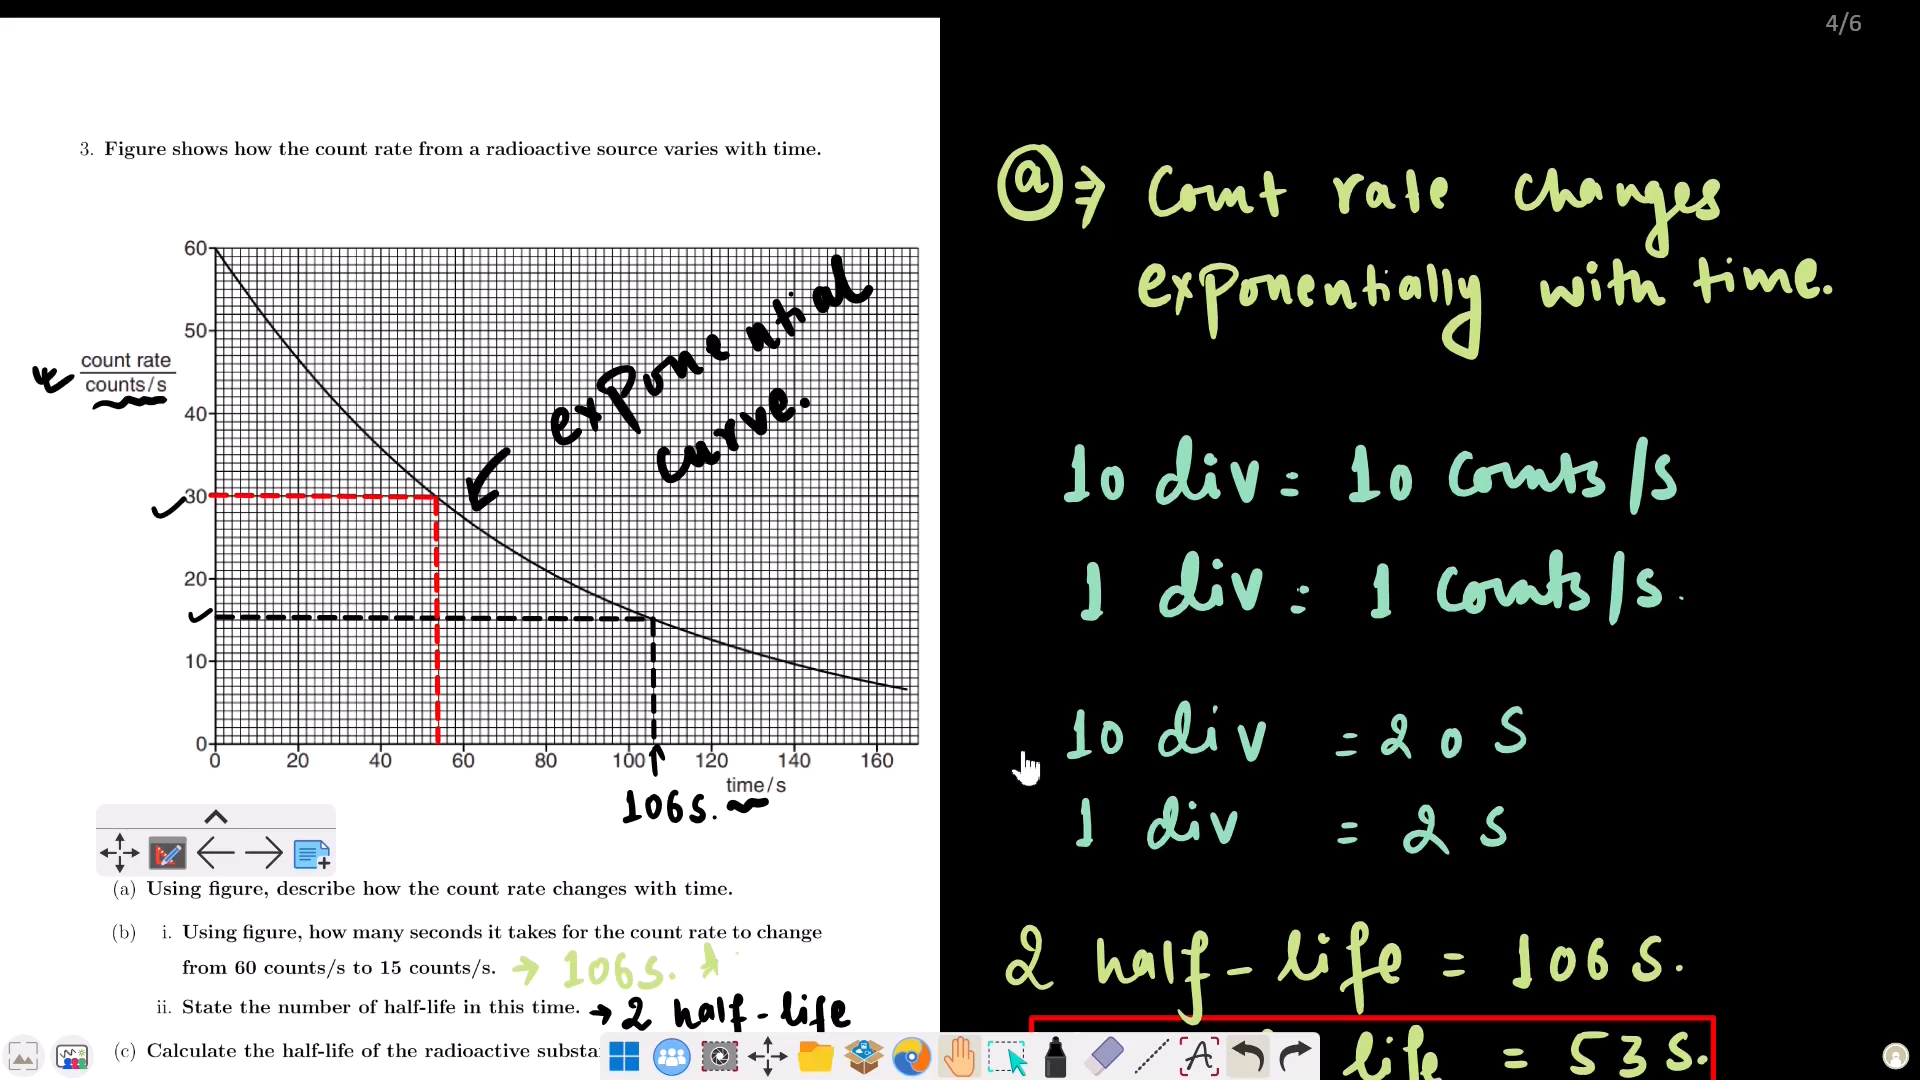 4/6
3. Figure shows how the count rate from a radioactive source varies with time.
60
50
count rate
counts/s
40
30
20
10
0
0 20 40 60 80 100 120 140 160
time/s
exponential
curve.
106s.
(a) Using figure, describe how the count rate changes with time.
(b) i. Using figure, how many seconds it takes for the count rate to change
from 60 counts/s to 15 counts/s. → 106s.
ii. State the number of half-life in this time. → 2 half-life
(c) Calculate the half-life of the radioactive
(a) ⇒ Count rate changes
exponentially with time.
10 div = 10 counts/s
1 div = 1 counts/s.
10 div = 20 s
1 div = 2 s
2 half-life = 106 s.
life = 53 s.